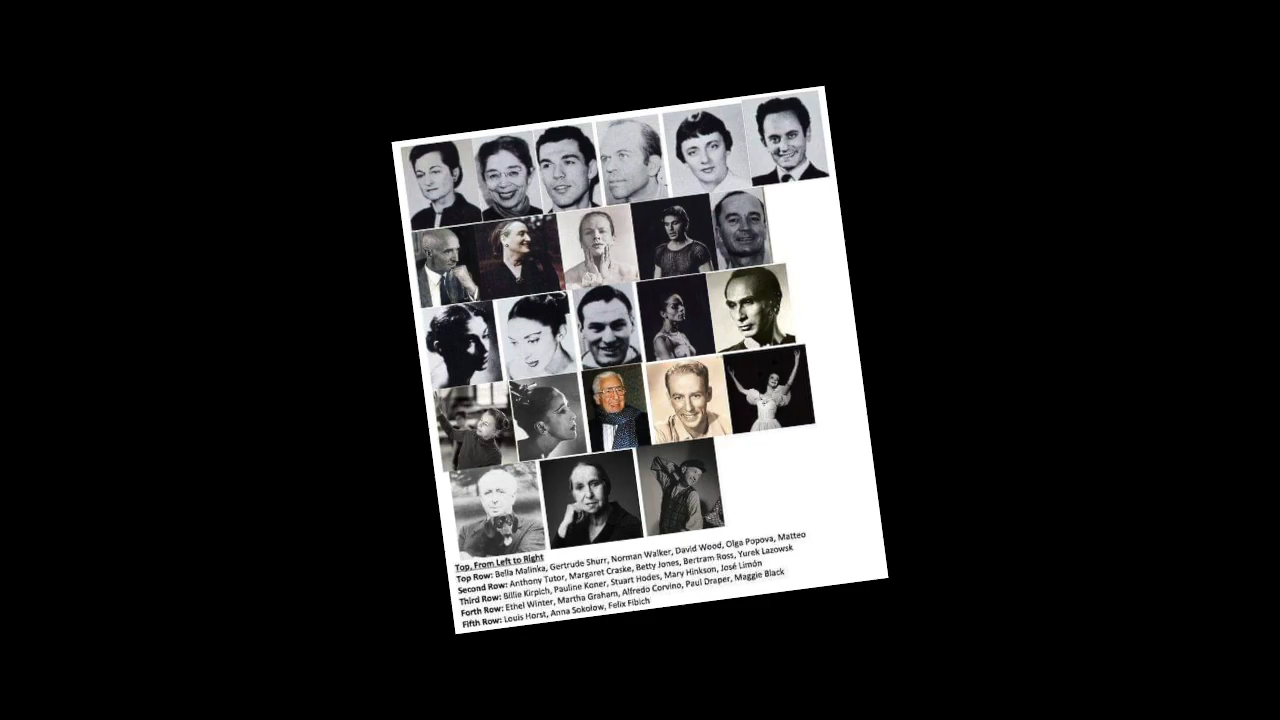 Top, From Left to Right
Top Row: Bella Malinka, Gertrude Shurr, Norman Walker, David Wood, Olga Popova, Matteo
Second Row: Anthony Tutor, Margaret Craske, Betty Jones, Bertram Ross, Yurek Lazowsk
Third Row: Billie Kirpich, Pauline Koner, Stuart Hodes, Mary Hinkson, José Limón
Forth Row: Ethel Winter, Martha Graham, Alfredo Corvino, Paul Draper, Maggie Black
Fifth Row: Louis Horst, Anna Sokolow, Felix Fibich